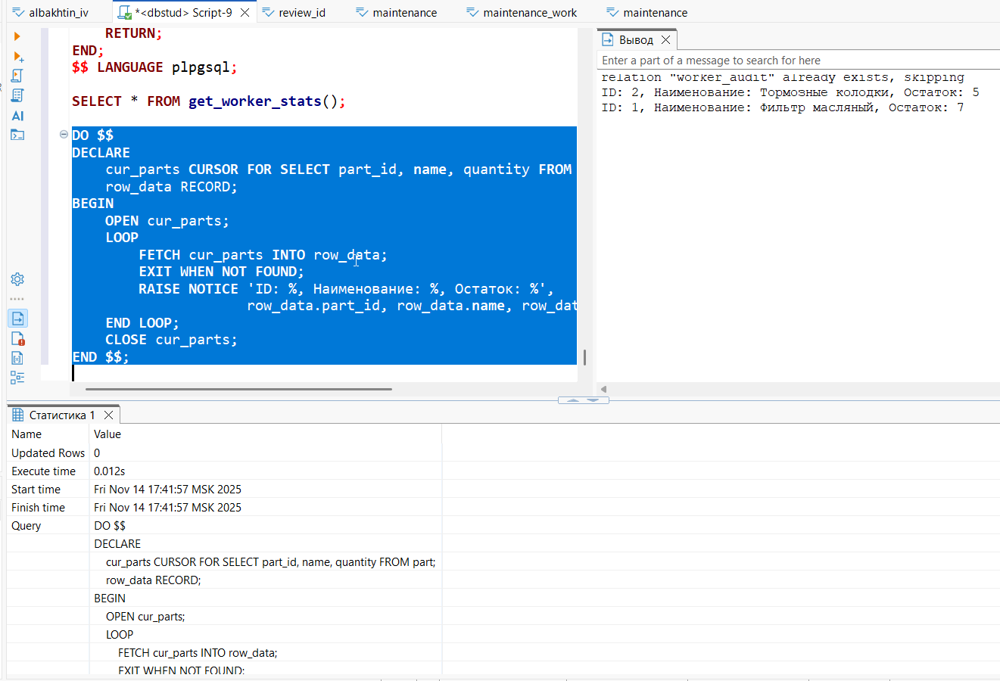 albakhtin_iv
*<dbstud> Script-9
review_id
maintenance
maintenance_work
maintenance
RETURN;
END;
$$ LANGUAGE plpgsql;
SELECT * FROM get_worker_stats();
DO $$
DECLARE
cur_parts CURSOR FOR SELECT part_id, name, quantity FROM
row_data RECORD;
BEGIN
OPEN cur_parts;
LOOP
FETCH cur_parts INTO row_data;
EXIT WHEN NOT FOUND;
RAISE NOTICE 'ID: %, Наименование: %, Остаток: %',
row_data.part_id, row_data.name, row_dat
END LOOP;
CLOSE cur_parts;
END $$;
AI
Вывод
Enter a part of a message to search for here
relation "worker_audit" already exists, skipping
ID: 2, Наименование: Тормозные колодки, Остаток: 5
ID: 1, Наименование: Фильтр масляный, Остаток: 7
Статистика 1
Name Value
Updated Rows 0
Execute time 0.012s
Start time Fri Nov 14 17:41:57 MSK 2025
Finish time Fri Nov 14 17:41:57 MSK 2025
Query DO $$
DECLARE
cur_parts CURSOR FOR SELECT part_id, name, quantity FROM part;
row_data RECORD;
BEGIN
OPEN cur_parts;
LOOP
FETCH cur_parts INTO row_data;
EXIT WHEN NOT FOUND;